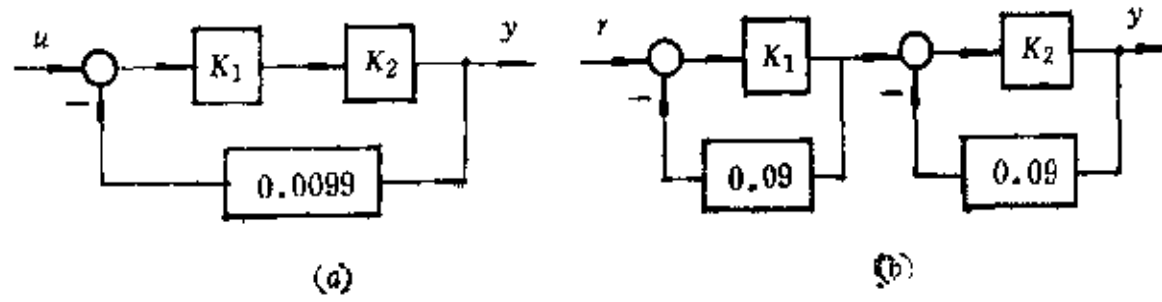 u K₁ K₂ y
−
0.0099
(a)
r K₁ K₂ y
− −
0.09 0.09
(b)